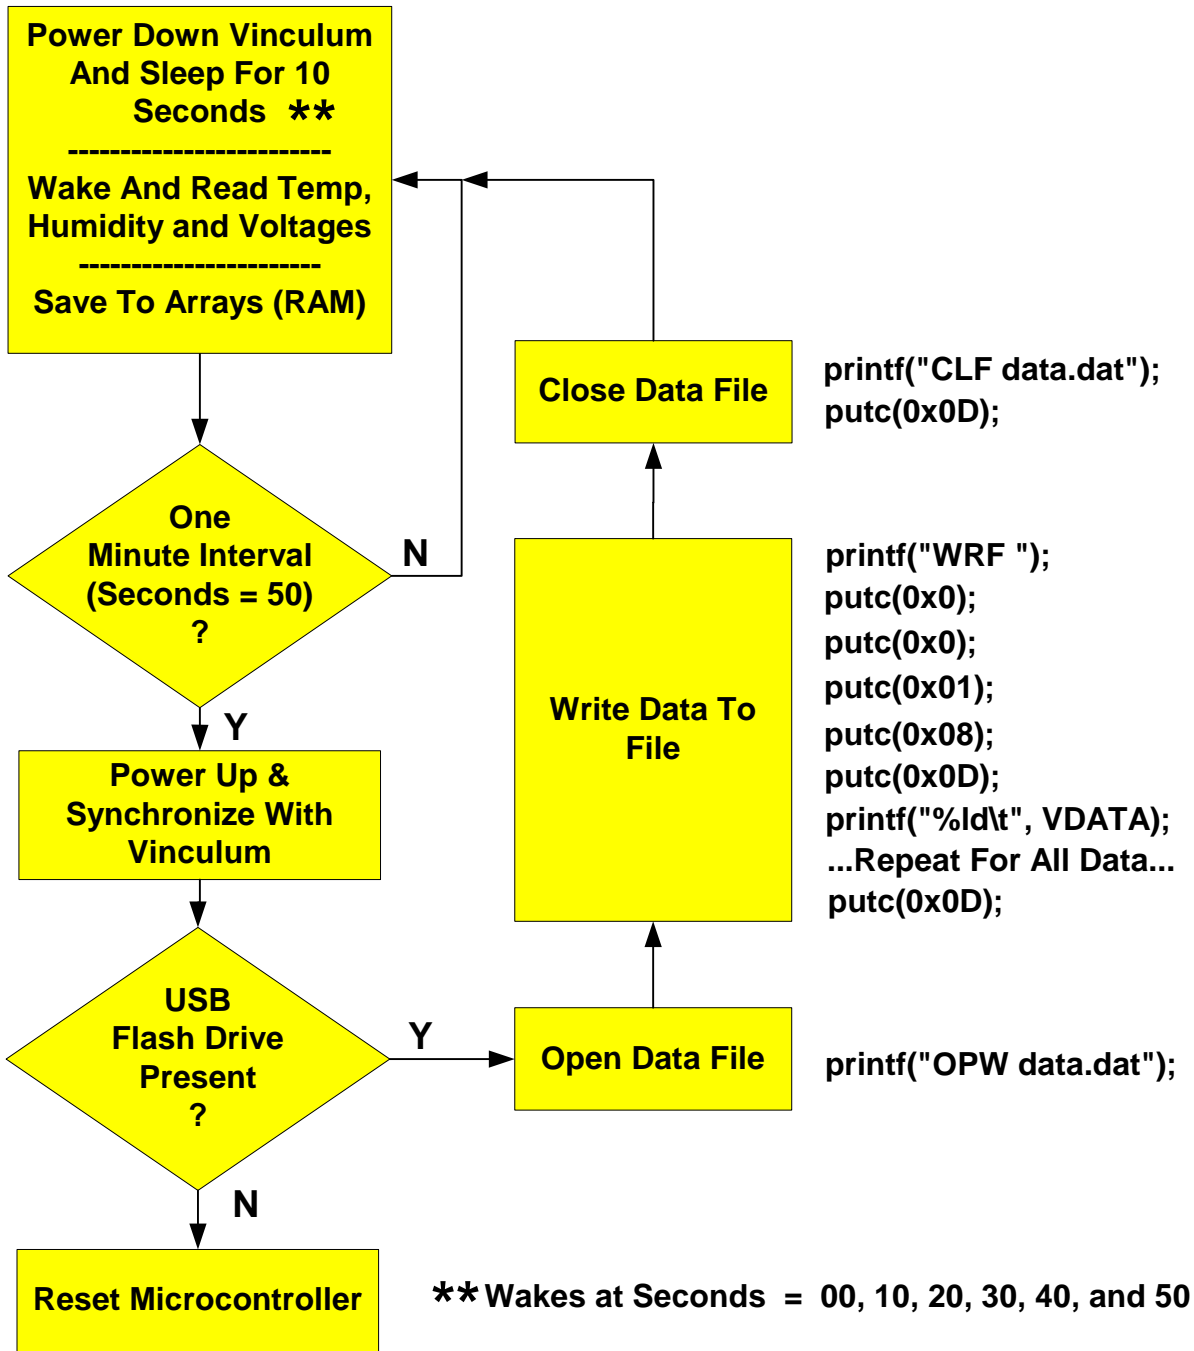 Power Down Vinculum
And Sleep For 10
Seconds **
-------------------------
Wake And Read Temp,
Humidity and Voltages
-----------------------
Save To Arrays (RAM)
One
Minute Interval
(Seconds = 50)
?
N
Y
Power Up &
Synchronize With
Vinculum
USB
Flash Drive
Present
?
Y
N
Reset Microcontroller
Open Data File
printf("OPW data.dat");
Write Data To
File
printf("WRF ");
putc(0x0);
putc(0x0);
putc(0x01);
putc(0x08);
putc(0x0D);
printf("%ld\t", VDATA);
...Repeat For All Data...
putc(0x0D);
Close Data File
printf("CLF data.dat");
putc(0x0D);
** Wakes at Seconds = 00, 10, 20, 30, 40, and 50